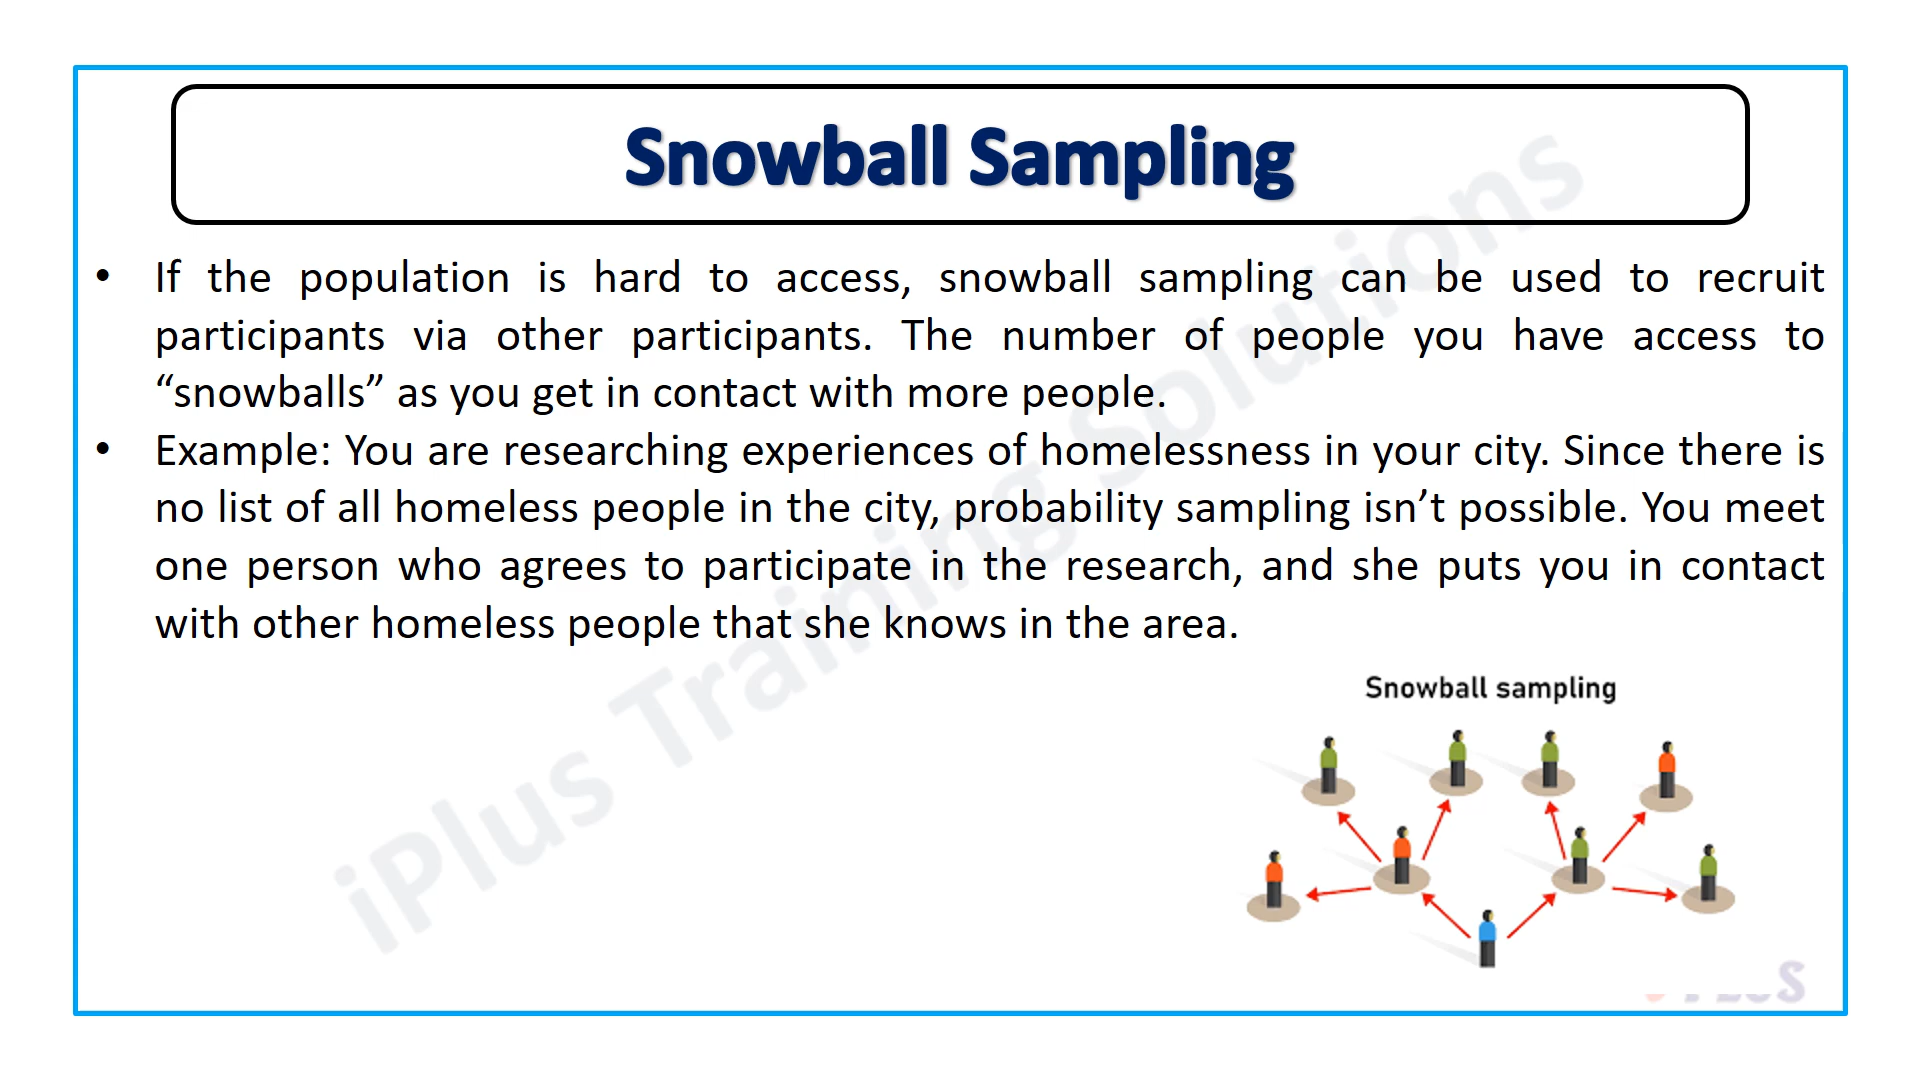 Snowball Sampling
• If the population is hard to access, snowball sampling can be used to recruit
participants via other participants. The number of people you have access to
“snowballs” as you get in contact with more people.
• Example: You are researching experiences of homelessness in your city. Since there is
no list of all homeless people in the city, probability sampling isn’t possible. You meet
one person who agrees to participate in the research, and she puts you in contact
with other homeless people that she knows in the area.
Snowball sampling
iPlus Training Solutions